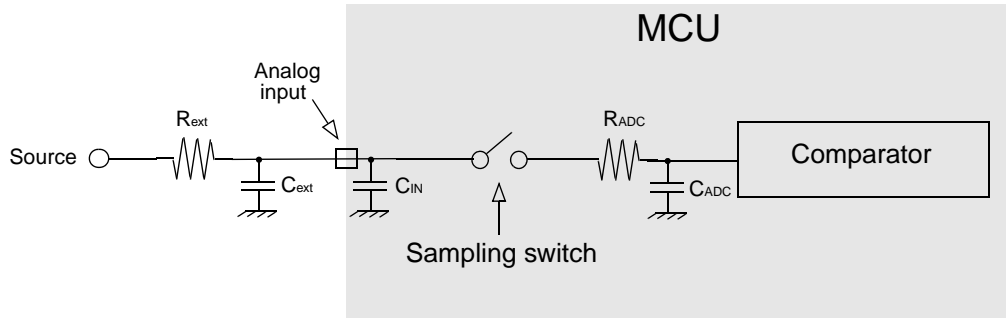 MCU
Analog
input
Rext
RADC
Source
Comparator
Cext
CIN
CADC
Sampling switch